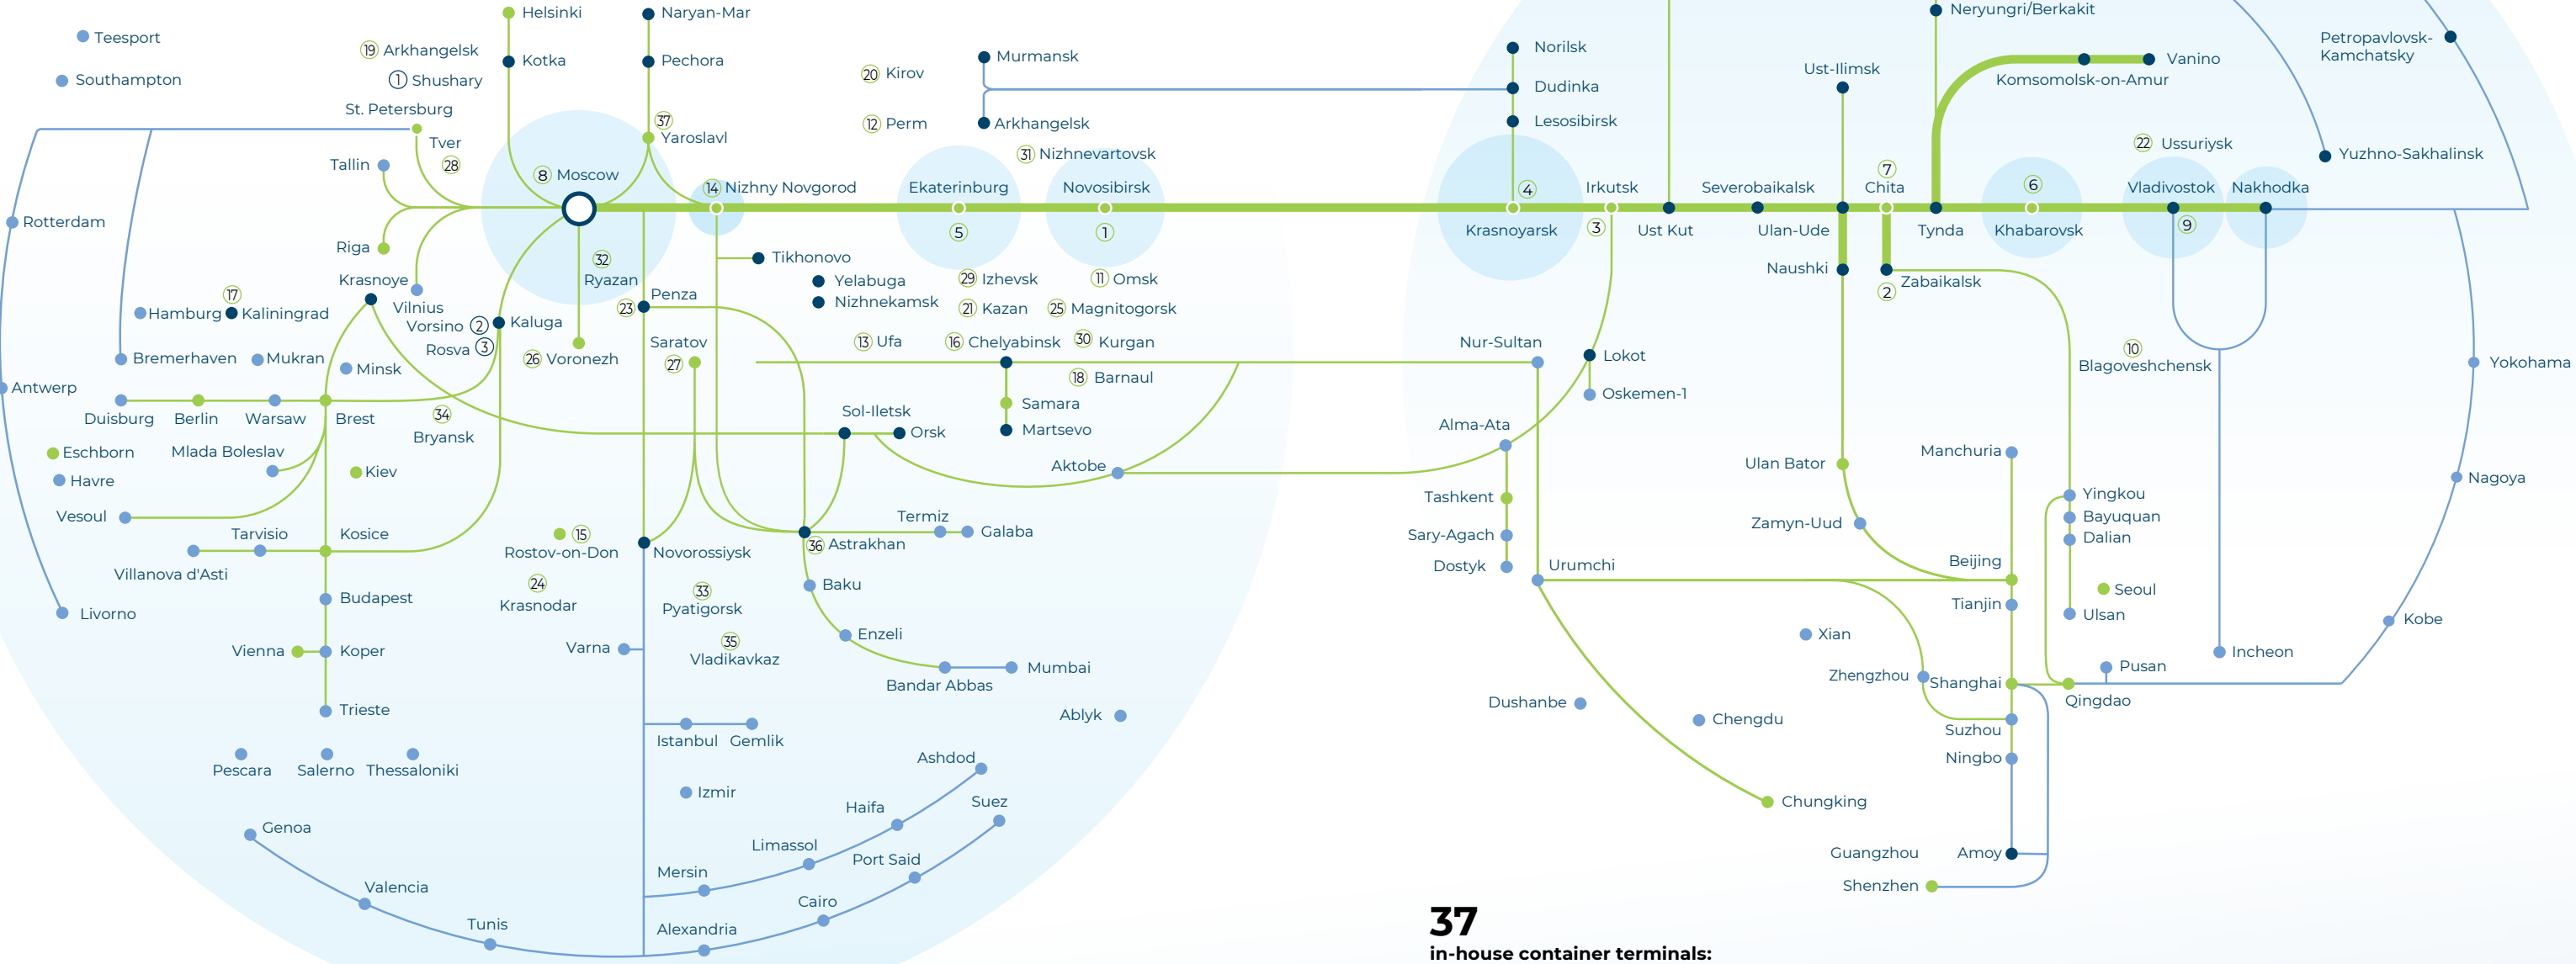 Helsinki
Naryan-Mar
Neryungri/Berkakit
Teesport
19 Arkhangelsk
Kotka
Pechora
Murmansk
Norilsk
Petropavlovsk-
Kamchatsky
Southampton
1 Shushary
20 Kirov
Dudinka
Ust-Ilimsk
Vanino
Komsomolsk-on-Amur
St. Petersburg
37
Yaroslavl
12 Perm
Arkhangelsk
Lesosibirsk
Tver
28
22 Ussuriysk
Tallin
31 Nizhnevartovsk
Yuzhno-Sakhalinsk
8 Moscow
14 Nizhny Novgorod
Ekaterinburg
Novosibirsk
4
Irkutsk
Severobaikalsk
7
Chita
6
Vladivostok
Nakhodka
Rotterdam
5
1
Krasnoyarsk
3
Ust Kut
Ulan-Ude
Tynda
Khabarovsk
9
Riga
32
Ryazan
Tikhonovo
Naushki
Krasnoye
Yelabuga
29 Izhevsk
11 Omsk
2
Zabaikalsk
17
Hamburg
Kaliningrad
Vilnius
Penza
23
Nizhnekamsk
21 Kazan
25 Magnitogorsk
Vorsino 2
Kaluga
Rosva 3
Saratov
27
13 Ufa
16 Chelyabinsk
30 Kurgan
Nur-Sultan
Lokot
10
Blagoveshchensk
Yokohama
Bremerhaven
Mukran
Minsk
26 Voronezh
18 Barnaul
Oskemen-1
Antwerp
Duisburg
Berlin
Warsaw
Brest
34
Bryansk
Sol-Iletsk
Orsk
Samara
Martsevo
Alma-Ata
Eschborn
Mlada Boleslav
Kiev
Aktobe
Ulan Bator
Manchuria
Havre
Tashkent
Yingkou
Nagoya
Vesoul
Termiz
Galaba
Zamyn-Uud
Bayuquan
Tarvisio
Kosice
15
Rostov-on-Don
Novorossiysk
36 Astrakhan
Sary-Agach
Dalian
Villanova d'Asti
Dostyk
Urumchi
Beijing
24
Krasnodar
33
Pyatigorsk
Baku
Seoul
Budapest
Tianjin
Ulsan
Livorno
35
Vladikavkaz
Enzeli
Xian
Kobe
Vienna
Koper
Varna
Bandar Abbas
Mumbai
Zhengzhou
Shanghai
Qingdao
Pusan
Incheon
Trieste
Ablyk
Dushanbe
Chengdu
Suzhou
Istanbul
Gemlik
Pescara
Salerno
Thessaloniki
Ashdod
Ningbo
Izmir
Haifa
Suez
Chungking
Genoa
Limassol
Port Said
Guangzhou
Amoy
Valencia
Mersin
Shenzhen
Tunis
Cairo
Alexandria
37
in-house container terminals: